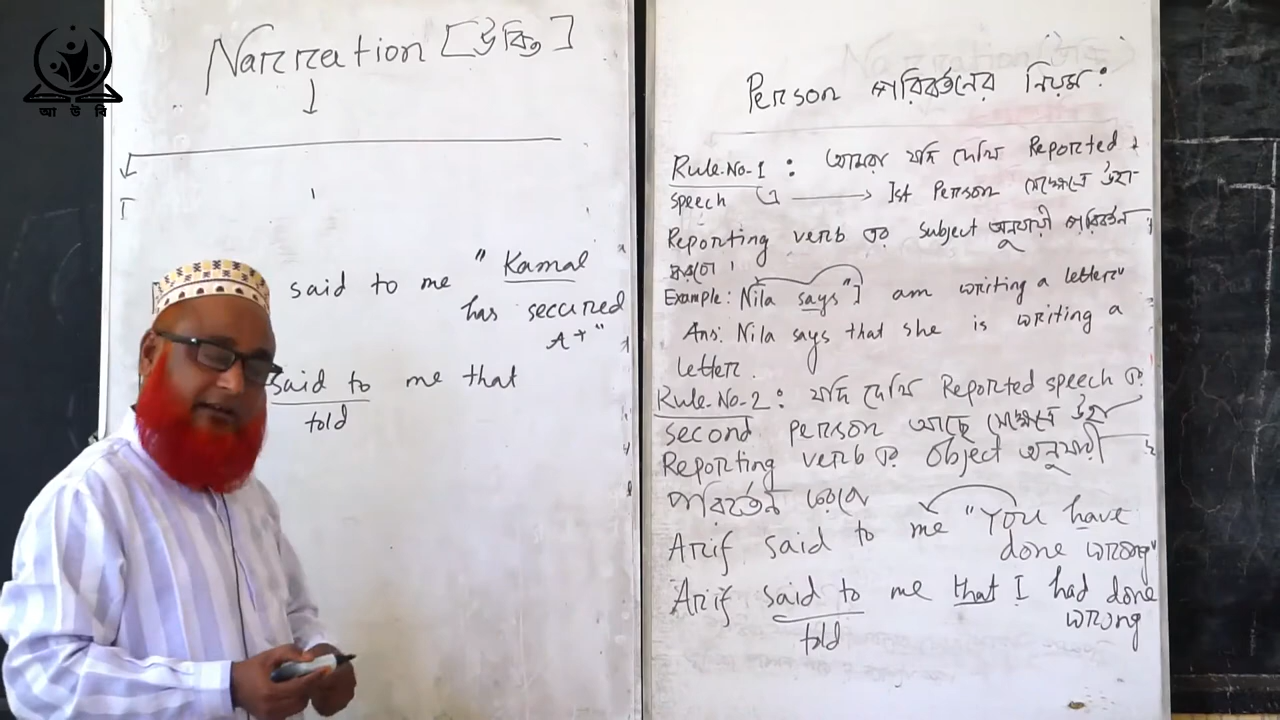 আ উ বি
Narration [উক্তি]
I
said to me "Kamal
has secured
A+"
said to me that
told
Person পরিবর্তনের নিয়ম :
Rule.No-1 : আমরা যদি দেখি Reported
speech এ → Ist Person সেক্ষেত্রে উহা
Reporting verb এর subject অনুযায়ী পরিবর্তন
করবো।
Example: Nila says "I am writing a letter"
Ans: Nila says that she is writing a
letter.
Rule.No-2 : যদি দেখি Reported speech এ
second person আছে সেক্ষেত্রে উহা
Reporting verb এর Object অনুযায়ী
পরিবর্তন
Arif said to me "You have
done wrong"
Arif said to me that I had done
wrong
told